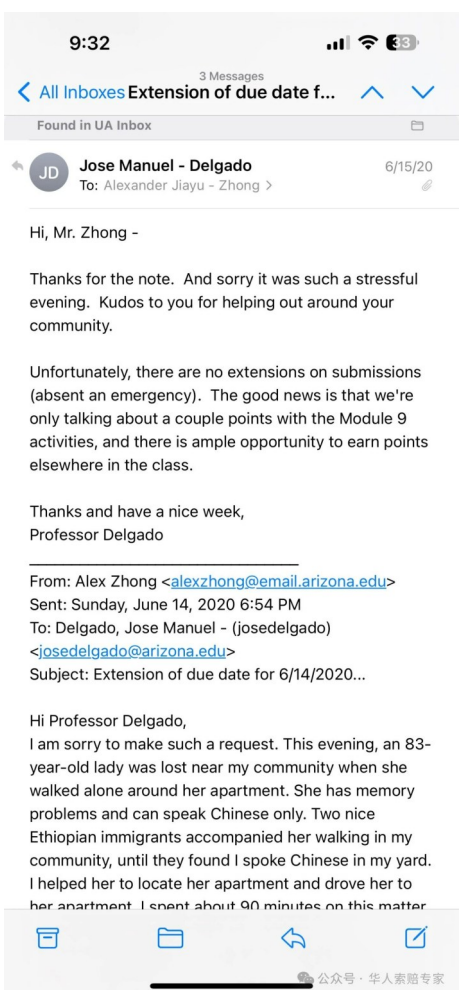 9:32
33
3 Messages
All Inboxes Extension of due date f...
Found in UA Inbox
JD
Jose Manuel - Delgado
6/15/20
To: Alexander Jiayu - Zhong >
Hi, Mr. Zhong -
Thanks for the note. And sorry it was such a stressful
evening. Kudos to you for helping out around your
community.
Unfortunately, there are no extensions on submissions
(absent an emergency). The good news is that we're
only talking about a couple points with the Module 9
activities, and there is ample opportunity to earn points
elsewhere in the class.
Thanks and have a nice week,
Professor Delgado
From: Alex Zhong <alexzhong@email.arizona.edu>
Sent: Sunday, June 14, 2020 6:54 PM
To: Delgado, Jose Manuel - (josedelgado)
<josedelgado@arizona.edu>
Subject: Extension of due date for 6/14/2020...
Hi Professor Delgado,
I am sorry to make such a request. This evening, an 83-
year-old lady was lost near my community when she
walked alone around her apartment. She has memory
problems and can speak Chinese only. Two nice
Ethiopian immigrants accompanied her walking in my
community, until they found I spoke Chinese in my yard.
I helped her to locate her apartment and drove her to
her apartment. I spent about 90 minutes on this matter
公众号 · 华人索赔专家